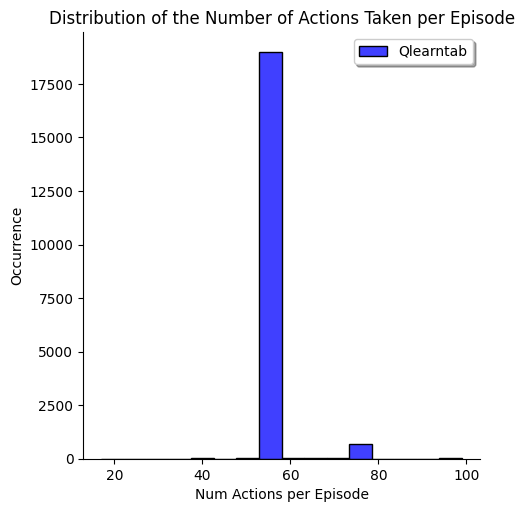 Distribution of the Number of Actions Taken per Episode
Qlearntab
17500
15000
12500
10000
7500
5000
2500
0
Occurrence
20 40 60 80 100
Num Actions per Episode